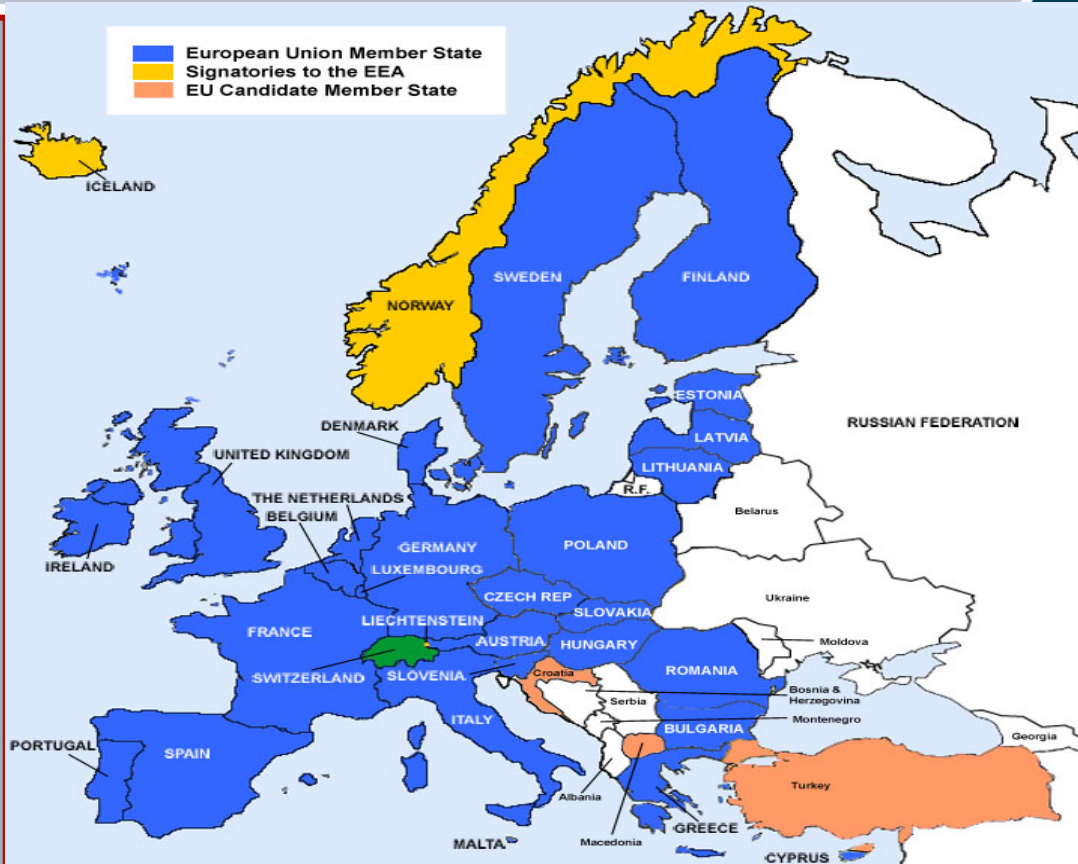 European Union Member State
Signatories to the EEA
EU Candidate Member State
ICELAND
SWEDEN
FINLAND
NORWAY
ESTONIA
RUSSIAN FEDERATION
DENMARK
LATVIA
UNITED KINGDOM
LITHUANIA
R.F.
THE NETHERLANDS
BELGIUM
Belarus
GERMANY
POLAND
IRELAND
LUXEMBOURG
CZECH REP
Ukraine
SLOVAKIA
LIECHTENSTEIN
FRANCE
AUSTRIA
HUNGARY
Moldova
SWITZERLAND
SLOVENIA
Croatia
ROMANIA
Bosnia &
Herzegovina
Serbia
ITALY
Montenegro
BULGARIA
Georgia
PORTUGAL
SPAIN
Turkey
Albania
GREECE
MALTA
Macedonia
CYPRUS